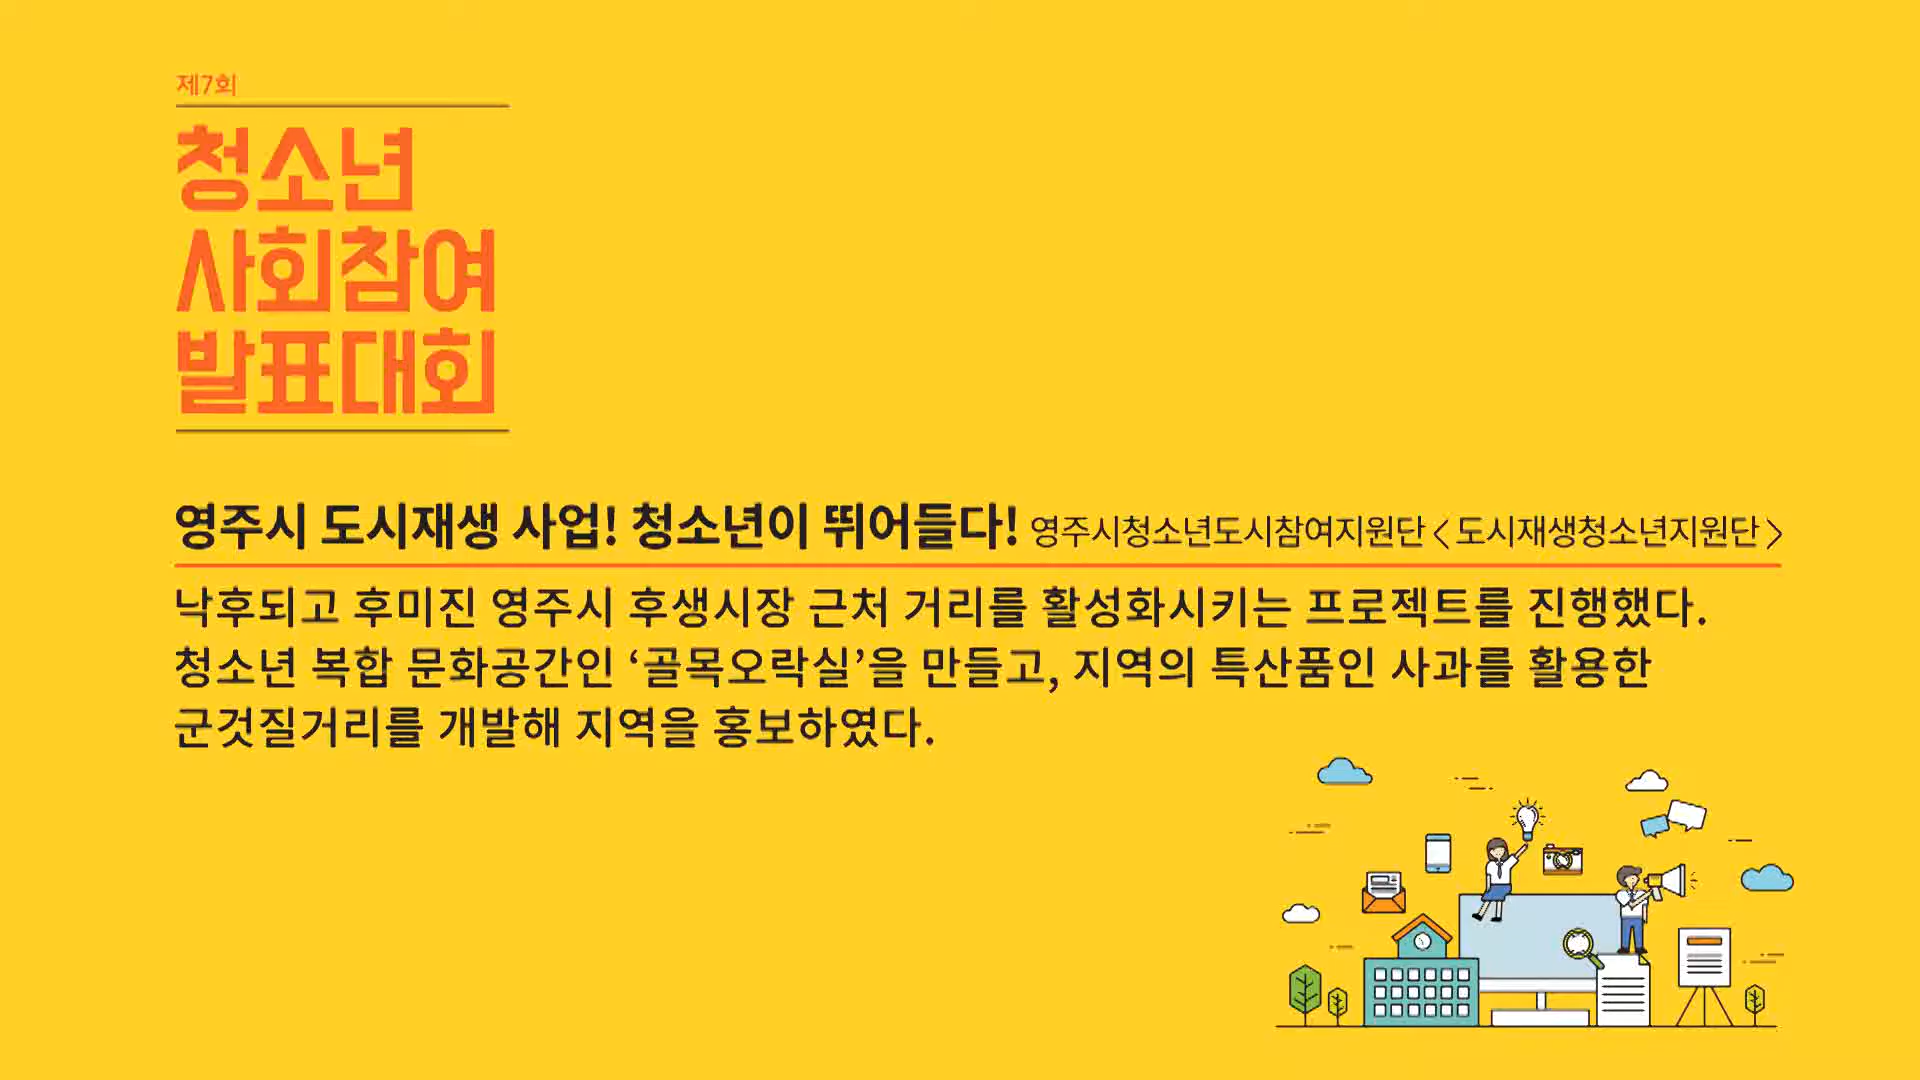 제7회
청소년
사회참여
발표대회
영주시 도시재생 사업! 청소년이 뛰어들다! 영주시청소년도시참여지원단 < 도시재생청소년지원단 >
낙후되고 후미진 영주시 후생시장 근처 거리를 활성화시키는 프로젝트를 진행했다.
청소년 복합 문화공간인 ‘골목오락실’을 만들고, 지역의 특산품인 사과를 활용한
군것질거리를 개발해 지역을 홍보하였다.